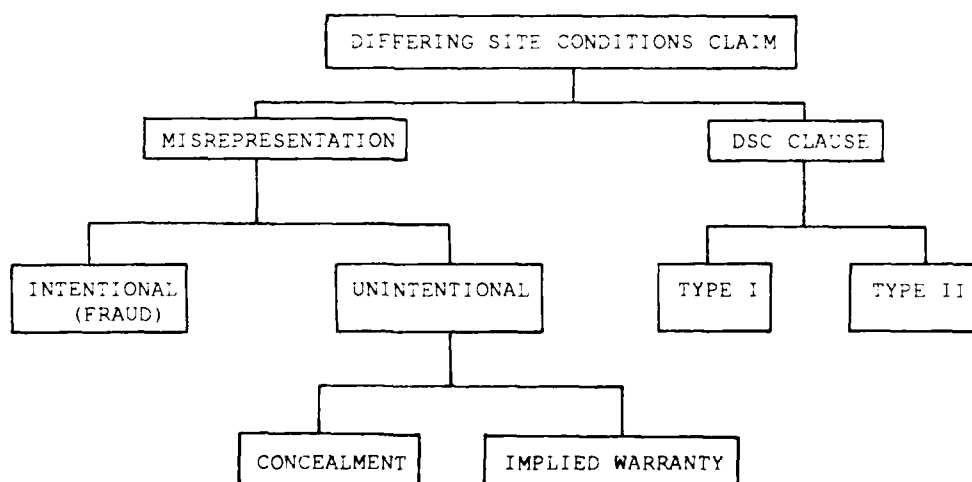 DIFFERING SITE CONDITIONS CLAIM
MISREPRESENTATION
DSC CLAUSE
INTENTIONAL
(FRAUD)
UNINTENTIONAL
TYPE I
TYPE II
CONCEALMENT
IMPLIED WARRANTY